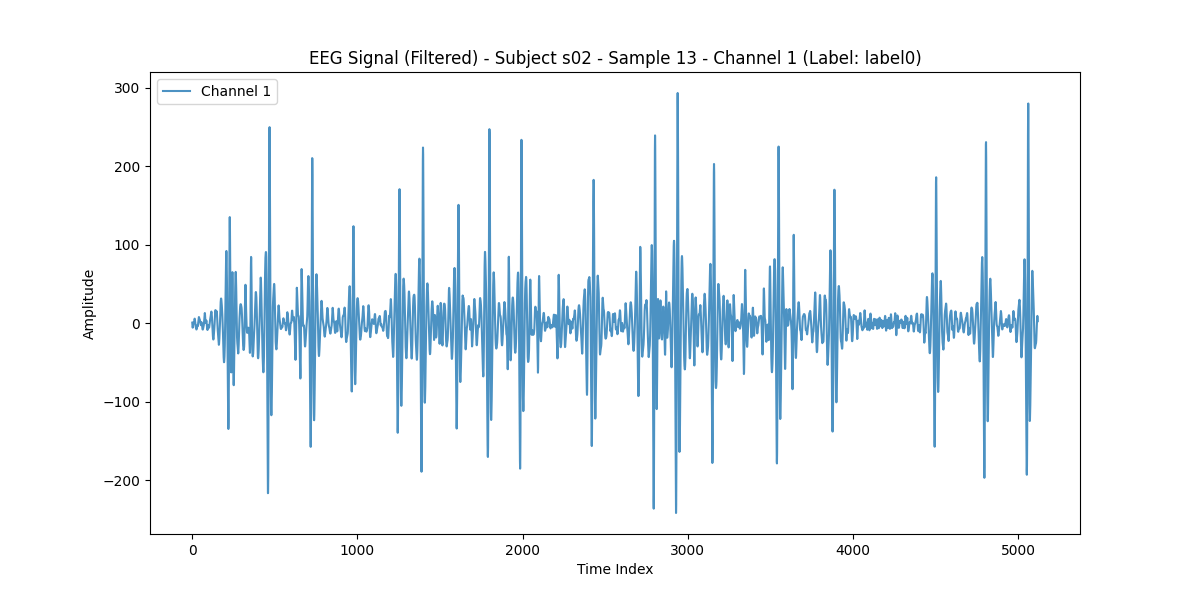 EEG Signal (Filtered) - Subject s02 - Sample 13 - Channel 1 (Label: label0)
Channel 1
300
200
100
0
−100
−200
Amplitude
0 1000 2000 3000 4000 5000
Time Index